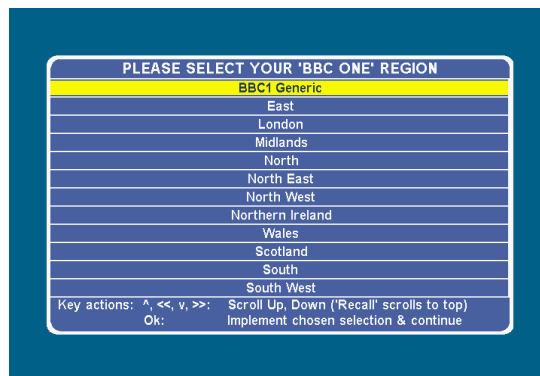 PLEASE SELECT YOUR 'BBC ONE' REGION
BBC1 Generic
East
London
Midlands
North
North East
North West
Northern Ireland
Wales
Scotland
South
South West
Key actions: ^, <<, v, >>: Scroll Up, Down ('Recall' scrolls to top)
Ok: Implement chosen selection & continue